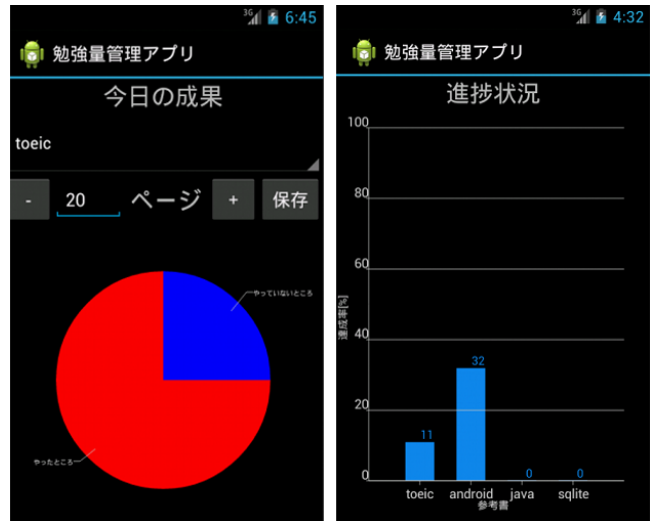 3G 6:45
勉強量管理アプリ
今日の成果
toeic
- 20 ページ + 保存
やっていないところ
やったところ
3G 4:32
勉強量管理アプリ
進捗状況
100
80
60
40
20
0
達成率[%]
11
32
0
0
toeic android java sqlite
参考書